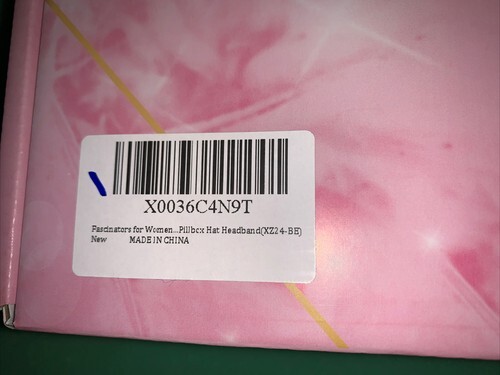 X0036C4N9T
Fascinators for Women...Pillbox Hat Headband(XZ24-BE)
New MADE IN CHINA